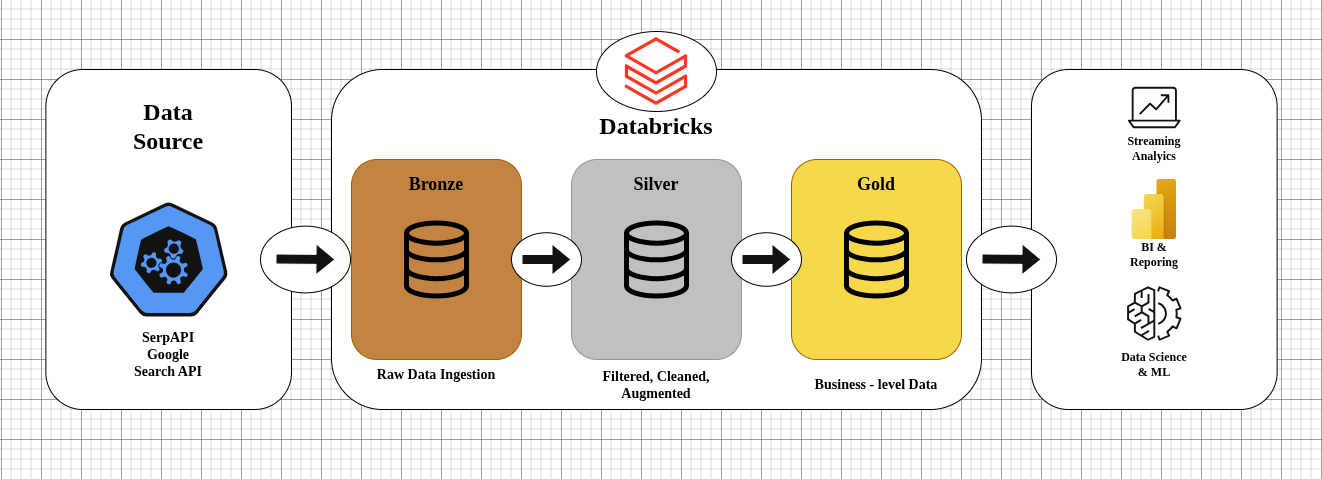 Data
Source
SerpAPI
Google
Search API
Databricks
Bronze
Raw Data Ingestion
Silver
Filtered, Cleaned,
Augmented
Gold
Business - level Data
Streaming
Analyics
BI &
Reporing
Data Science
& ML